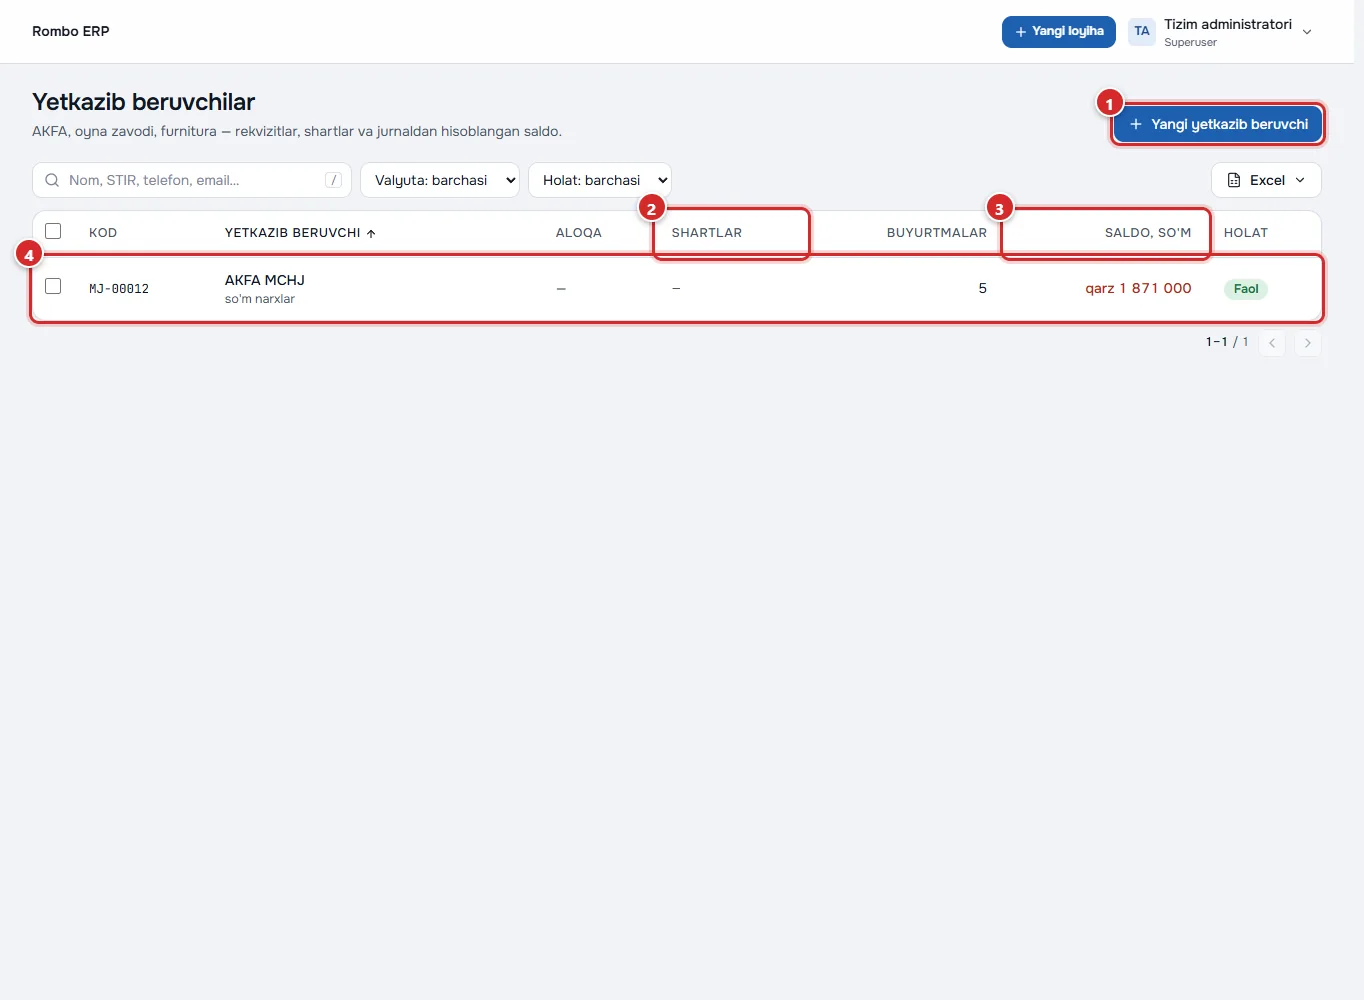 Rombo ERP
+ Yangi loyiha
TA
Tizim administratori
Superuser
Yetkazib beruvchilar
AKFA, oyna zavodi, furnitura — rekvizitlar, shartlar va jurnaldan hisoblangan saldo.
1
+ Yangi yetkazib beruvchi
Nom, STIR, telefon, email...
/
Valyuta: barchasi
Holat: barchasi
Excel
2
3
KOD
YETKAZIB BERUVCHI ↑
ALOQA
SHARTLAR
BUYURTMALAR
SALDO, SO'M
HOLAT
4
MJ-00012
AKFA MCHJ
so'm narxlar
—
—
5
qarz 1 871 000
Faol
1–1 / 1